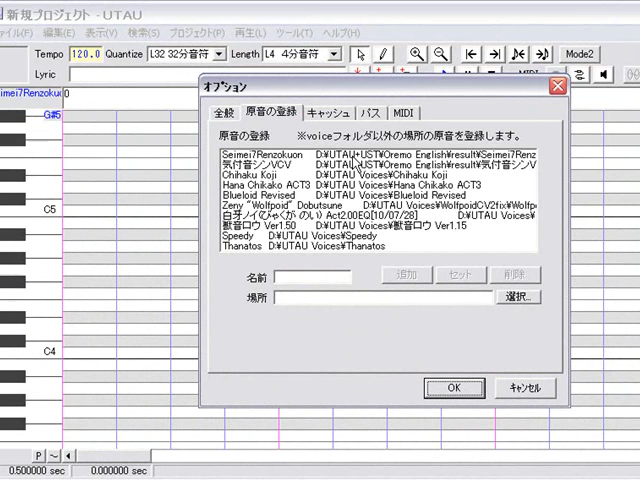 新規プロジェクト - UTAU
ァイル(F) 編集(E) 表示(V) 検索(S) プロジェクト(P) 再生(L) ツール(T) ヘルプ(H)
Tempo 120.0 Quantize L32 32分音符 Length L4 4分音符 Mode2
Lyric
eimei7Renzokuo 0
G#5
C5
C4
オプション
全般 原音の登録 キャッシュ パス MIDI
原音の登録 ※voiceフォルダ以外の場所の原音を登録します。
Seimei7Renzokuon D:¥UTAU+UST¥Oremo English¥result¥Seimei7Renz
気付音シンVCV D:¥UTAU+UST¥Oremo English¥result¥気付音シンV
Chihaku Koji D:¥UTAU Voices¥Chihaku Koji
Hana Chikako ACT3 D:¥UTAU Voices¥Hana Chikako ACT3
Blueloid Revised D:¥UTAU Voices¥Blueloid Revised
Zeny "Wolfpoid" Dobutsune D:¥UTAU Voices¥WolfpoidCV2fix¥Wolfp
白牙ノイ(びゃくが のい) Act2.00EQ[10/07/28] D:¥UTAU Voices¥
獣音ロウ Ver1.50 D:¥UTAU Voices¥獣音ロウ Ver1.15
Speedy D:¥UTAU Voices¥Speedy
Thanatos D:¥UTAU Voices¥Thanatos
名前 追加 セット 削除
場所 選択...
OK キャンセル
P ~
0.500000 sec 0.000000 sec